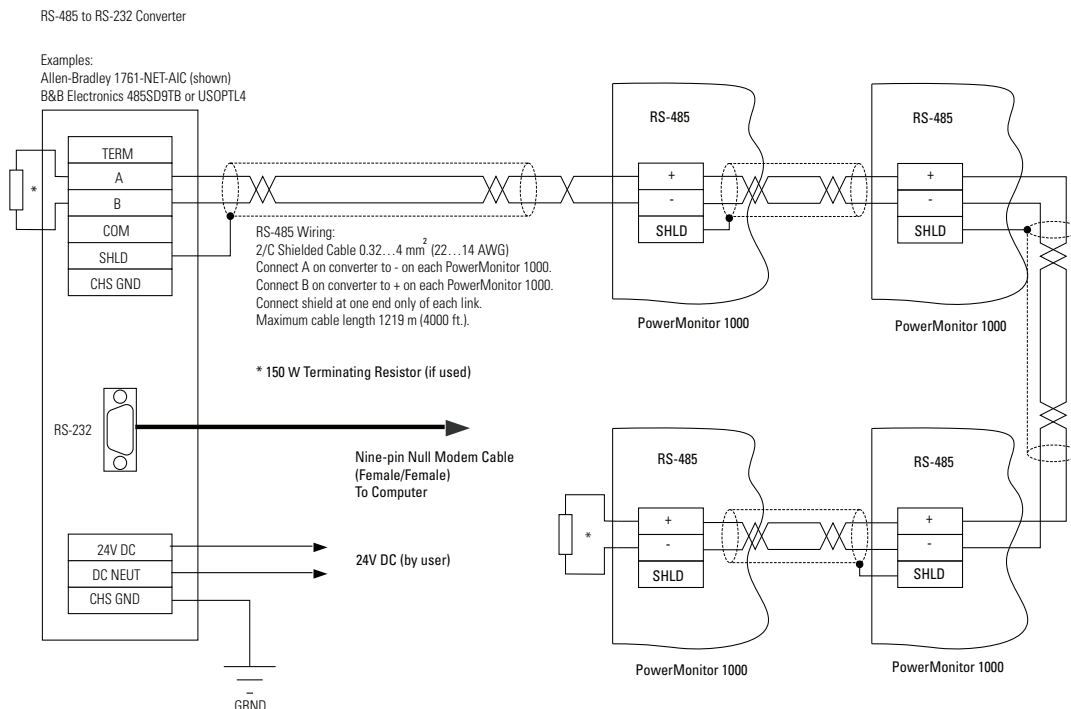 RS-485 to RS-232 Converter
Examples:
Allen-Bradley 1761-NET-AIC (shown)
B&B Electronics 485SD9TB or USOPTL4
TERM
A
B
COM
SHLD
CHS GND
*
RS-485 Wiring:
2/C Shielded Cable 0.32…4 mm² (22…14 AWG)
Connect A on converter to - on each PowerMonitor 1000.
Connect B on converter to + on each PowerMonitor 1000.
Connect shield at one end only of each link.
Maximum cable length 1219 m (4000 ft.).
* 150 W Terminating Resistor (if used)
RS-485
+
-
SHLD
PowerMonitor 1000
RS-485
+
-
SHLD
PowerMonitor 1000
RS-232
Nine-pin Null Modem Cable
(Female/Female)
To Computer
24V DC
DC NEUT
CHS GND
24V DC (by user)
GRND
*
RS-485
+
-
SHLD
PowerMonitor 1000
RS-485
+
-
SHLD
PowerMonitor 1000